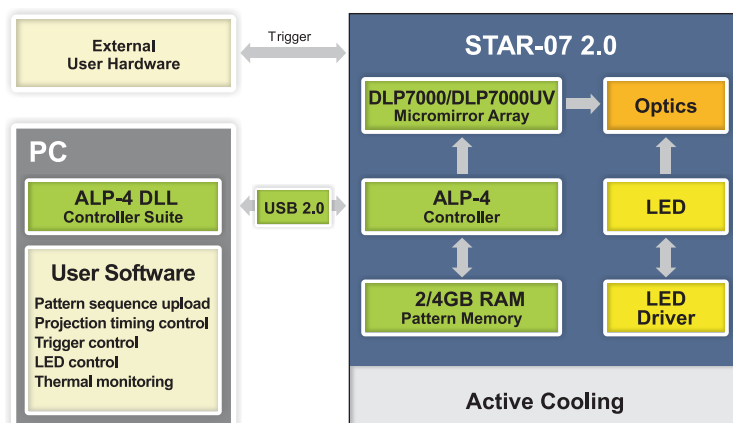 External
User Hardware
Trigger
PC
ALP-4 DLL
Controller Suite
User Software
Pattern sequence upload
Projection timing control
Trigger control
LED control
Thermal monitoring
USB 2.0
STAR-07 2.0
DLP7000/DLP7000UV
Micromirror Array
Optics
ALP-4
Controller
LED
2/4GB RAM
Pattern Memory
LED
Driver
Active Cooling